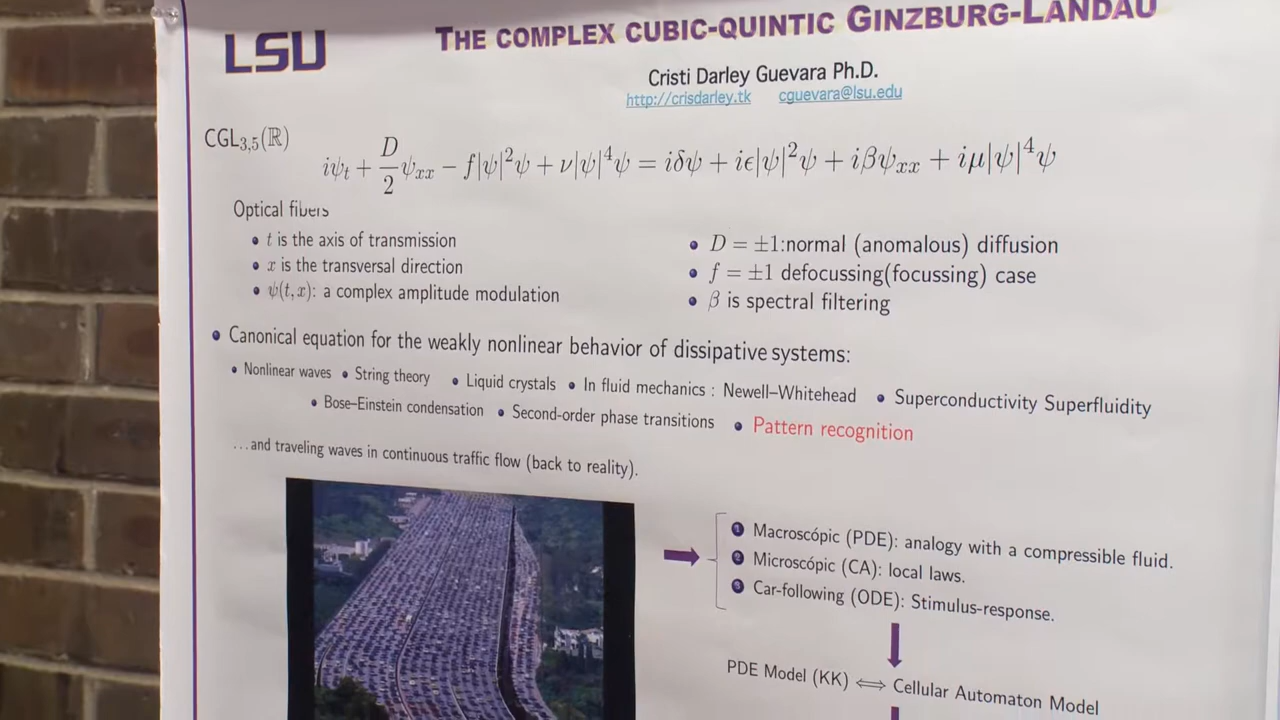 LSU
THE COMPLEX CUBIC-QUINTIC GINZBURG-LANDAU
Cristi Darley Guevara Ph.D.
http://crisdarley.tk cguevara@lsu.edu
CGL₃,₅(ℝ)
iψₜ + D/2 ψₓₓ − f|ψ|²ψ + ν|ψ|⁴ψ = iδψ + iϵ|ψ|²ψ + iβψₓₓ + iμ|ψ|⁴ψ
Optical fibers
• t is the axis of transmission
• x is the transversal direction
• ψ(t, x): a complex amplitude modulation
• D = ±1:normal (anomalous) diffusion
• f = ±1 defocussing(focussing) case
• β is spectral filtering
• Canonical equation for the weakly nonlinear behavior of dissipative systems:
• Nonlinear waves • String theory • Liquid crystals • In fluid mechanics : Newell–Whitehead • Superconductivity Superfluidity
• Bose–Einstein condensation • Second-order phase transitions • Pattern recognition
...and traveling waves in continuous traffic flow (back to reality).
1 Macroscópic (PDE): analogy with a compressible fluid.
2 Microscópic (CA): local laws.
3 Car-following (ODE): Stimulus-response.
PDE Model (KK) ⟺ Cellular Automaton Model